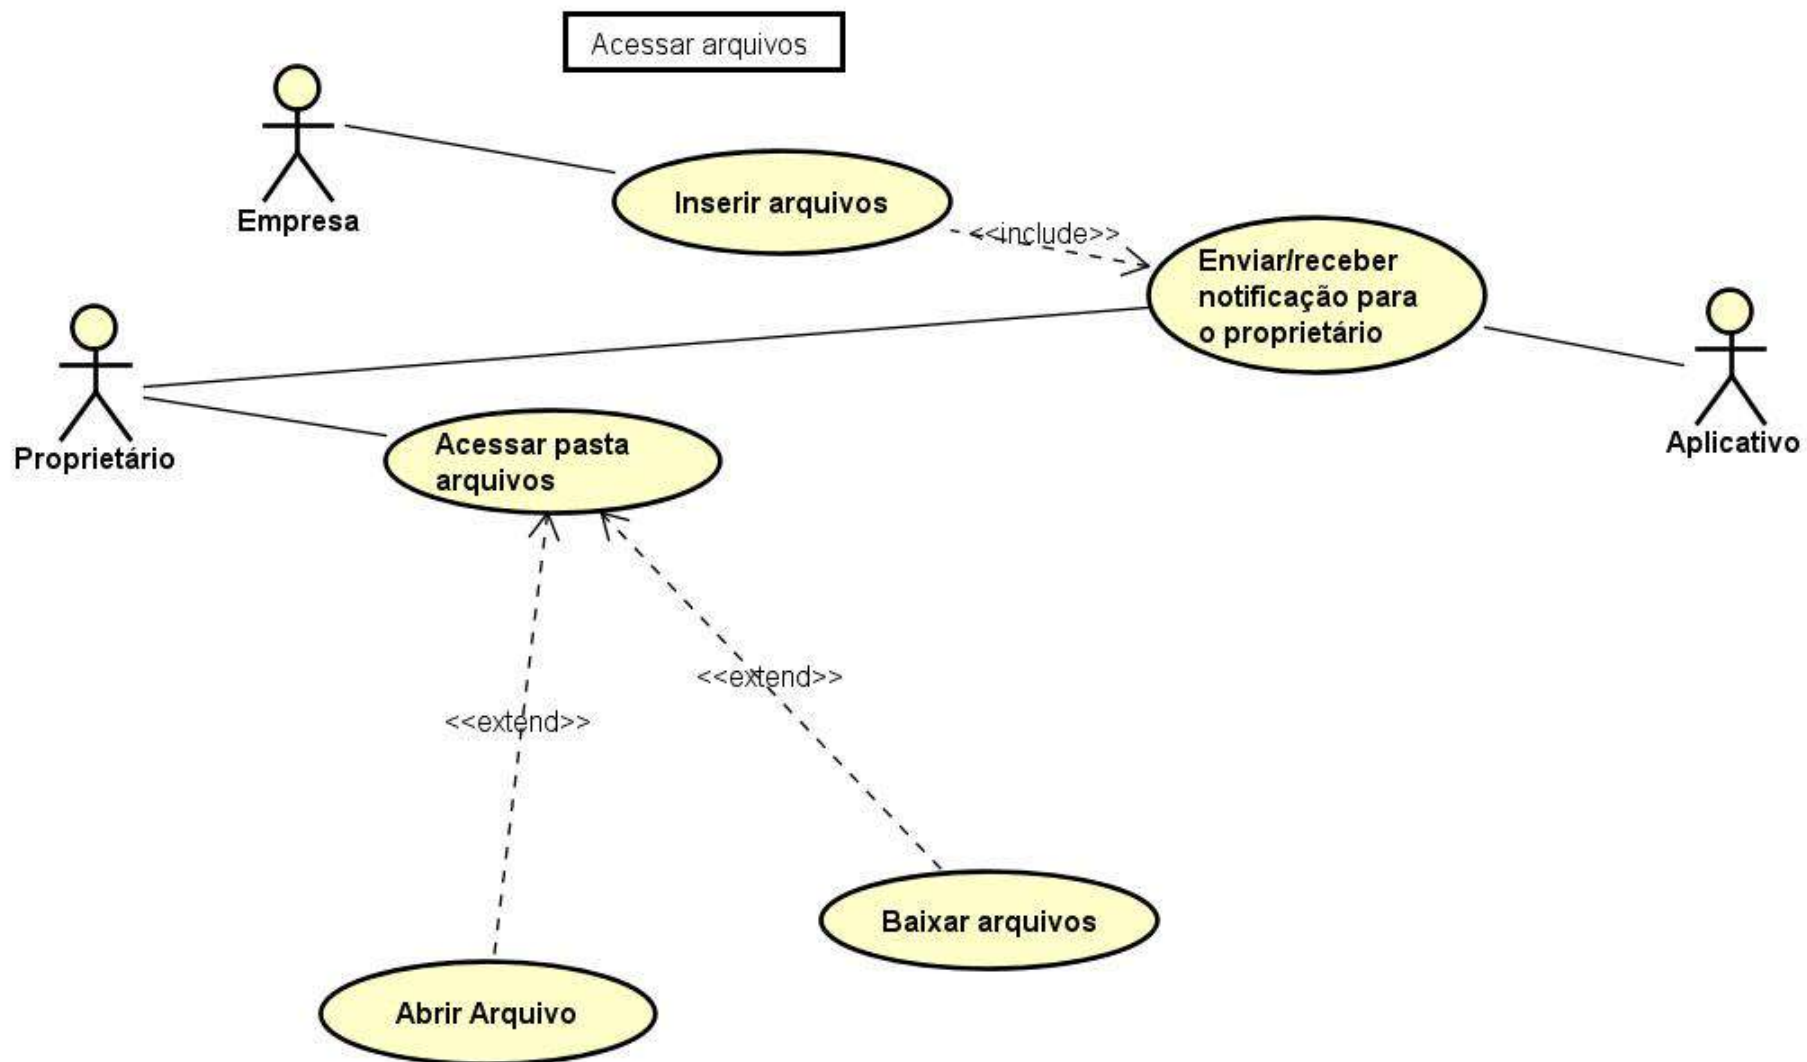 Acessar arquivos
Empresa
Inserir arquivos
<<include>>
Enviar/receber
notificação para
o proprietário
Proprietário
Aplicativo
Acessar pasta
arquivos
<<extend>>
<<extend>>
Baixar arquivos
Abrir Arquivo